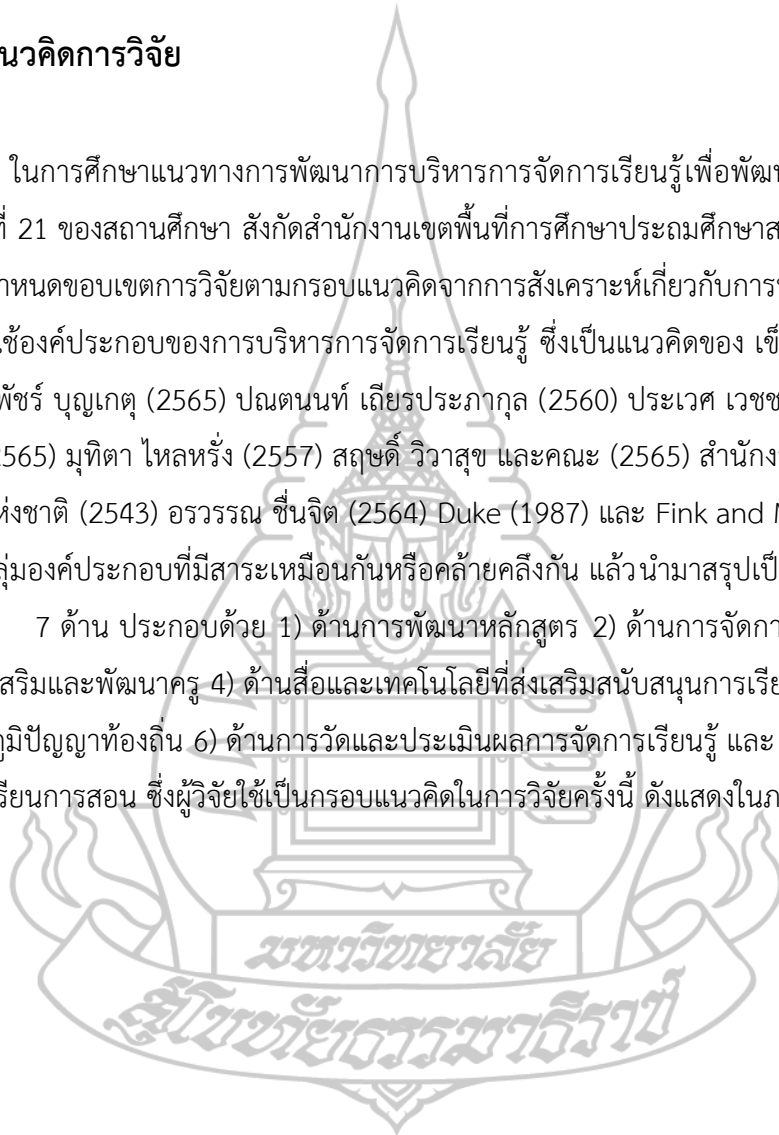 นวคิดการวิจัย
ในการศึกษาแนวทางการพัฒนาการบริหารการจัดการเรียนรู้เพื่อพัฒ
ที่ 21 ของสถานศึกษา สังกัดสำนักงานเขตพื้นที่การศึกษาประถมศึกษาส
าหนดขอบเขตการวิจัยตามกรอบแนวคิดจากการสังเคราะห์เกี่ยวกับการ
ช้องค์ประกอบของการบริหารการจัดการเรียนรู้ ซึ่งเป็นแนวคิดของ เข็
พัชร์ บุญเกตุ (2565) ปณตนนท์ เถียรประภากุล (2560) ประเวศ เวชช
2565) มุทิตา ไหลหรั่ง (2557) สฤษดิ์ วิวาสุข และคณะ (2565) สำนักง
ห่งชาติ (2543) อรวรรณ ชื่นจิต (2564) Duke (1987) และ Fink and M
ลุ่มองค์ประกอบที่มีสาระเหมือนกันหรือคล้ายคลึงกัน แล้วนำมาสรุปเป็
7 ด้าน ประกอบด้วย 1) ด้านการพัฒนาหลักสูตร 2) ด้านการจัดกา
สริมและพัฒนาครู 4) ด้านสื่อและเทคโนโลยีที่ส่งเสริมสนับสนุนการเรีย
ภูมิปัญญาท้องถิ่น 6) ด้านการวัดและประเมินผลการจัดการเรียนรู้ และ
รียนการสอน ซึ่งผู้วิจัยใช้เป็นกรอบแนวคิดในการวิจัยครั้งนี้ ดังแสดงในภ
มหาวิทยาลัย
สุโขทัยธรรมาธิราช